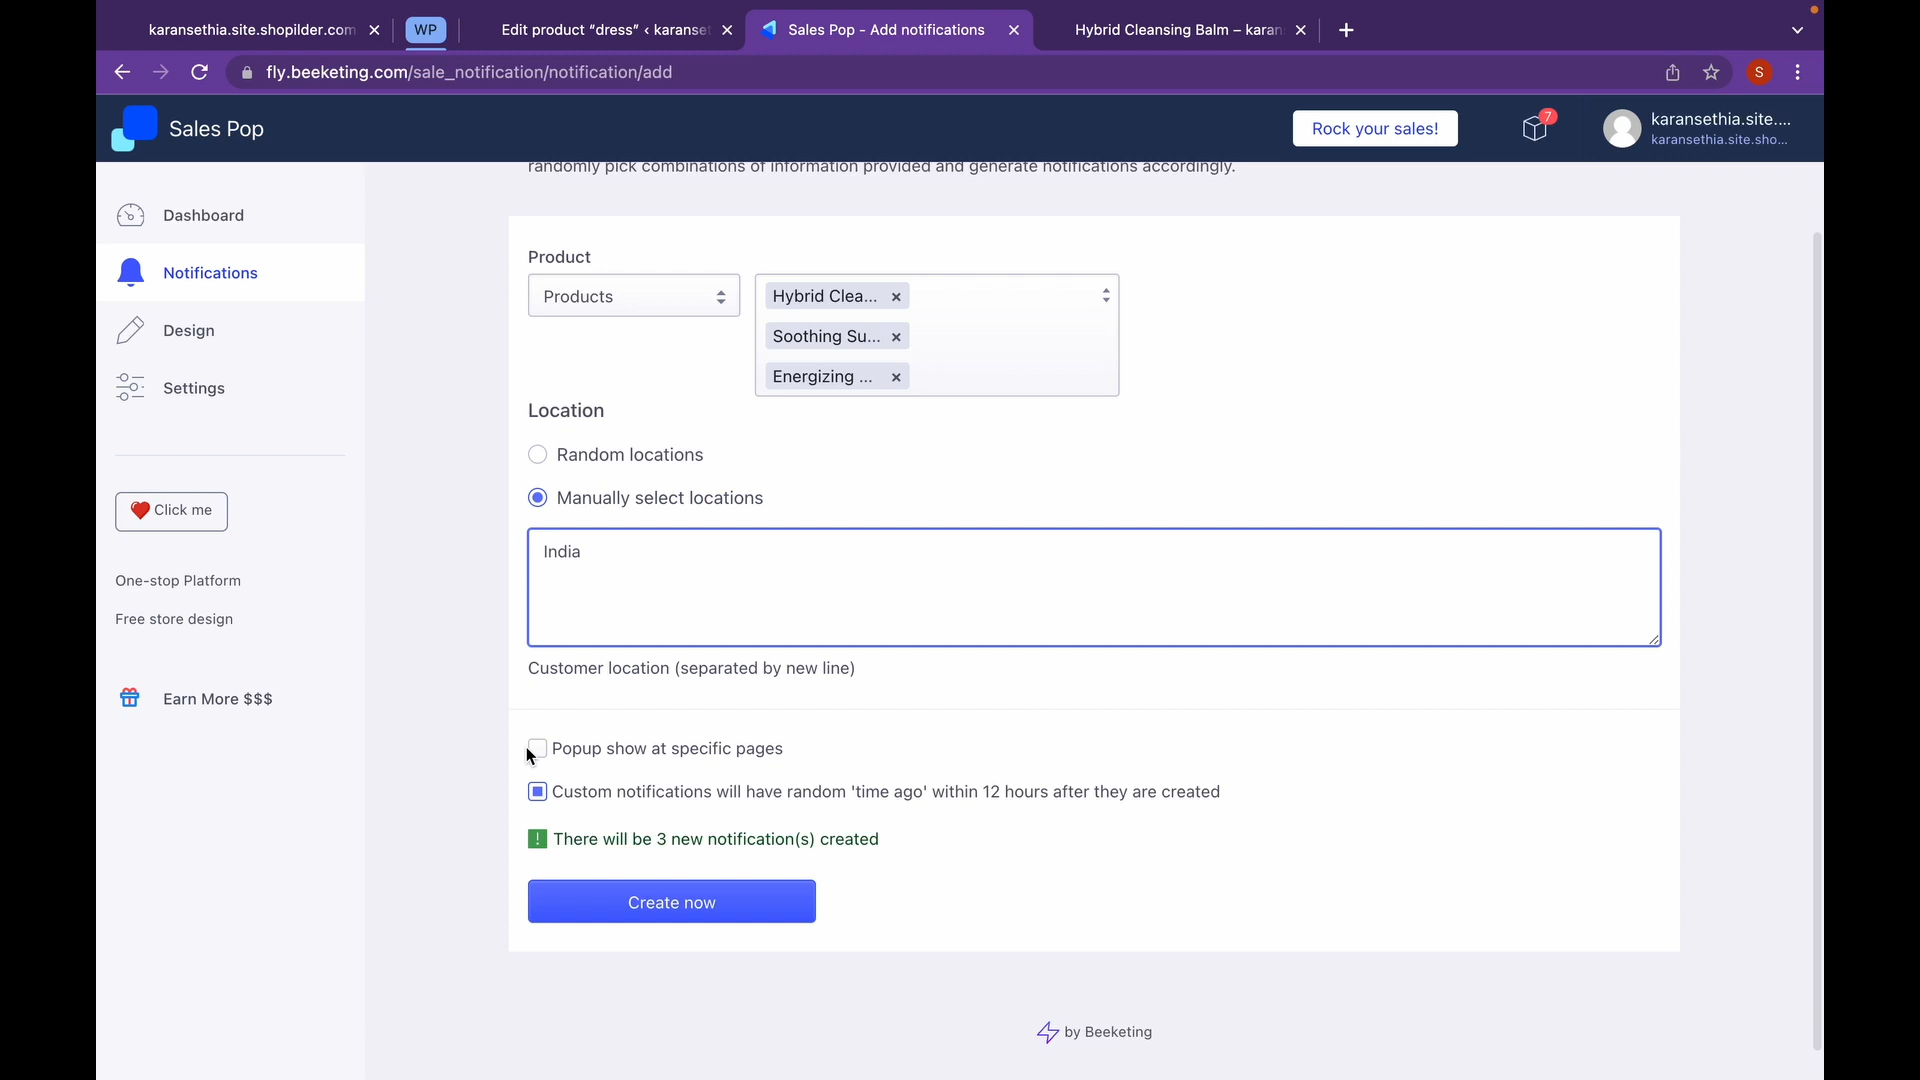 karansethia.site.shopilder.com
WP
Edit product “dress” ‹ karanset
Sales Pop - Add notifications
Hybrid Cleansing Balm – karan
fly.beeketing.com/sale_notification/notification/add
S
Sales Pop
Rock your sales!
7
karansethia.site....
karansethia.site.sho...
randomly pick combinations of information provided and generate notifications accordingly.
Dashboard
Notifications
Design
Settings
Click me
One-stop Platform
Free store design
Earn More $$$
Product
Products
Hybrid Clea... ×
Soothing Su... ×
Energizing ... ×
Location
Random locations
Manually select locations
India
Customer location (separated by new line)
Popup show at specific pages
Custom notifications will have random 'time ago' within 12 hours after they are created
! There will be 3 new notification(s) created
Create now
by Beeketing